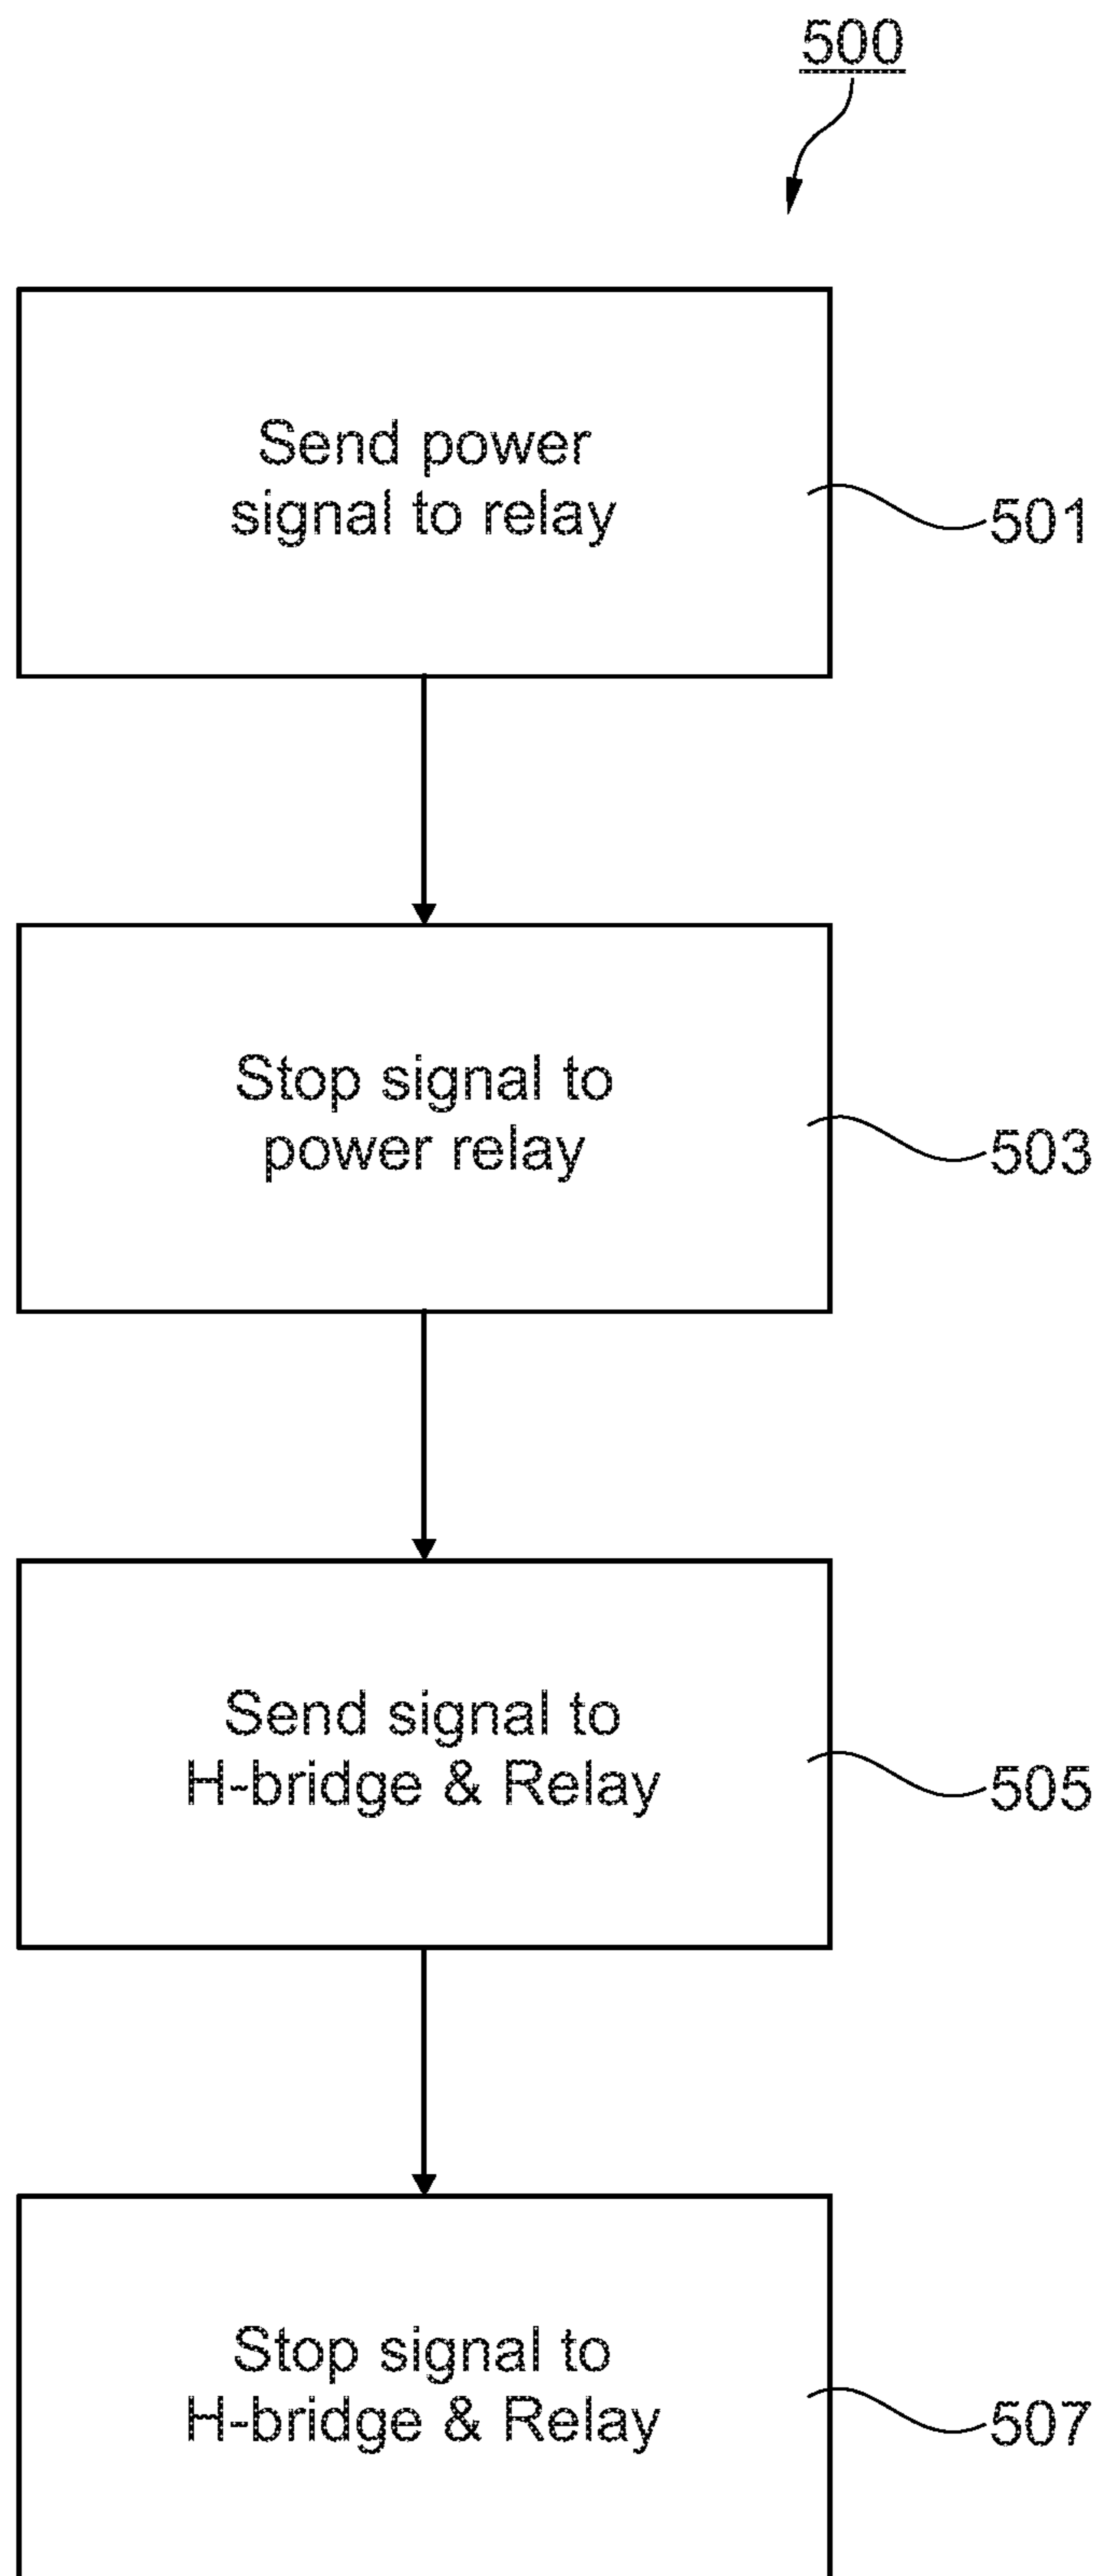 500
Send power
signal to relay
501
Stop signal to
power relay
503
Send signal to
H-bridge & Relay
505
Stop signal to
H-bridge & Relay
507